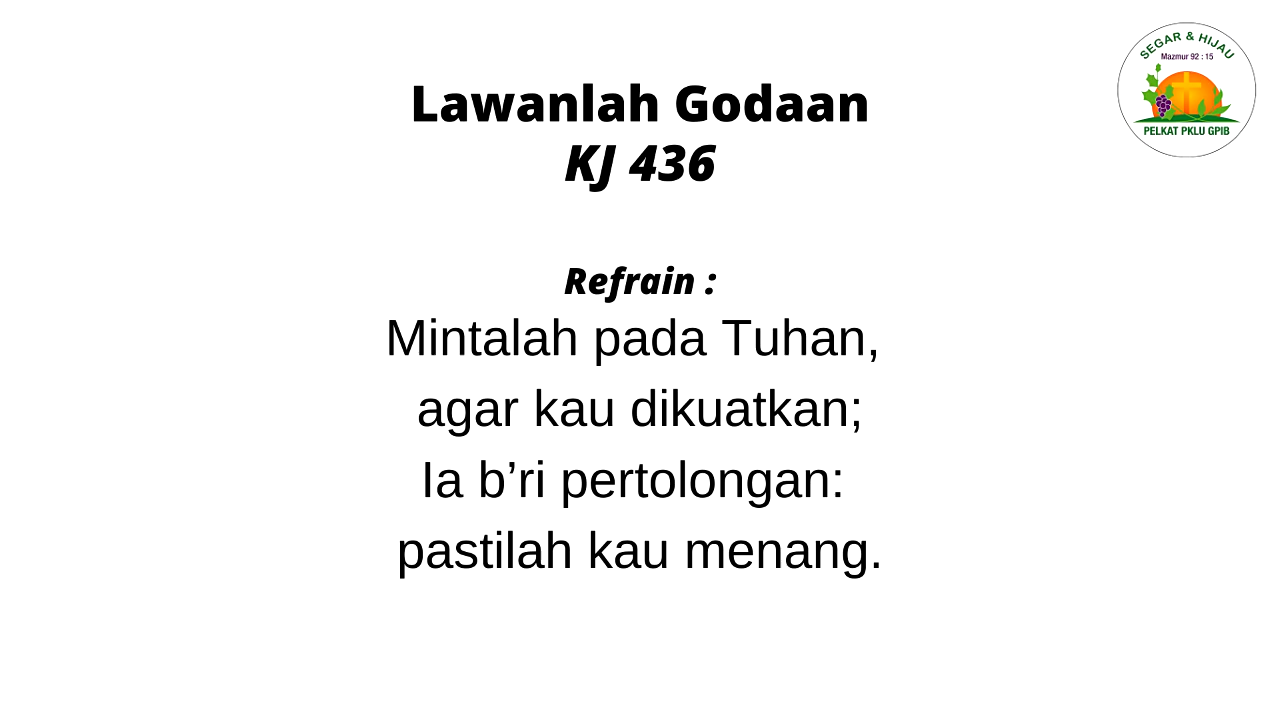 SEGAR & HIJAU
Mazmur 92 : 15
PELKAT PKLU GPIB
Lawanlah Godaan
KJ 436
Refrain :
Mintalah pada Tuhan,
agar kau dikuatkan;
Ia b’ri pertolongan:
pastilah kau menang.